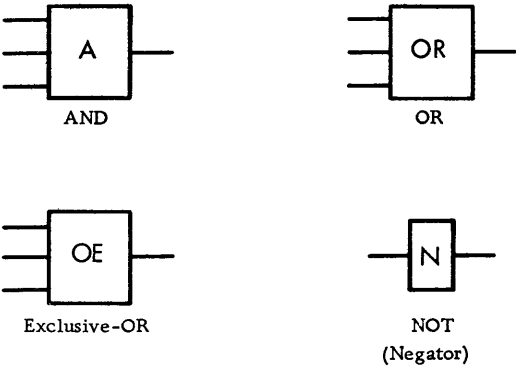 A
AND
OR
OR
OE
Exclusive-OR
N
NOT
(Negator)